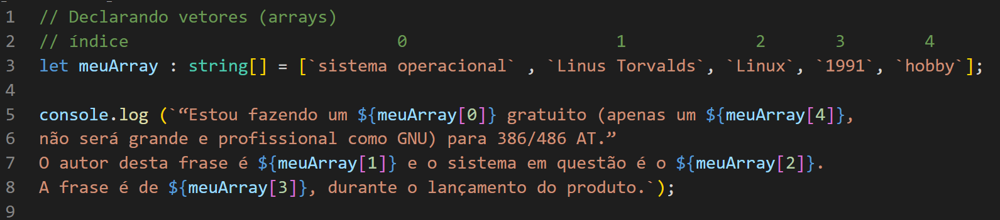 1 // Declarando vetores (arrays)
2 // índice 0 1 2 3 4
3 let meuArray : string[] = [`sistema operacional` , `Linus Torvalds`, `Linux`, `1991`, `hobby`];
4
5 console.log (`“Estou fazendo um ${meuArray[0]} gratuito (apenas um ${meuArray[4]},
6 não será grande e profissional como GNU) para 386/486 AT.”
7 O autor desta frase é ${meuArray[1]} e o sistema em questão é o ${meuArray[2]}.
8 A frase é de ${meuArray[3]}, durante o lançamento do produto.`);
9